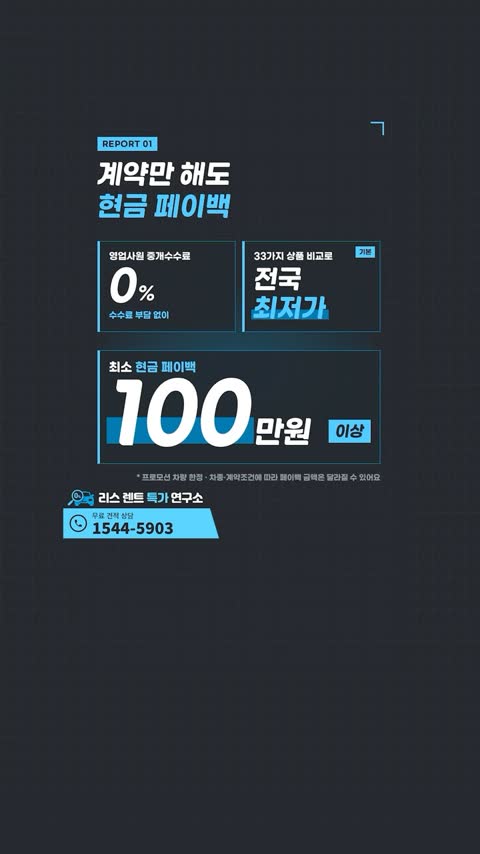 REPORT 01
계약만 해도
현금 페이백
영업사원 중개수수료
0%
수수료 부담 없이
33가지 상품 비교로
기본
전국
최저가
최소 현금 페이백
100만원 이상
* 프로모션 차량 한정 · 차종·계약조건에 따라 페이백 금액은 달라질 수 있어요
0% 리스 렌트 특가 연구소
무료 견적 상담
1544-5903